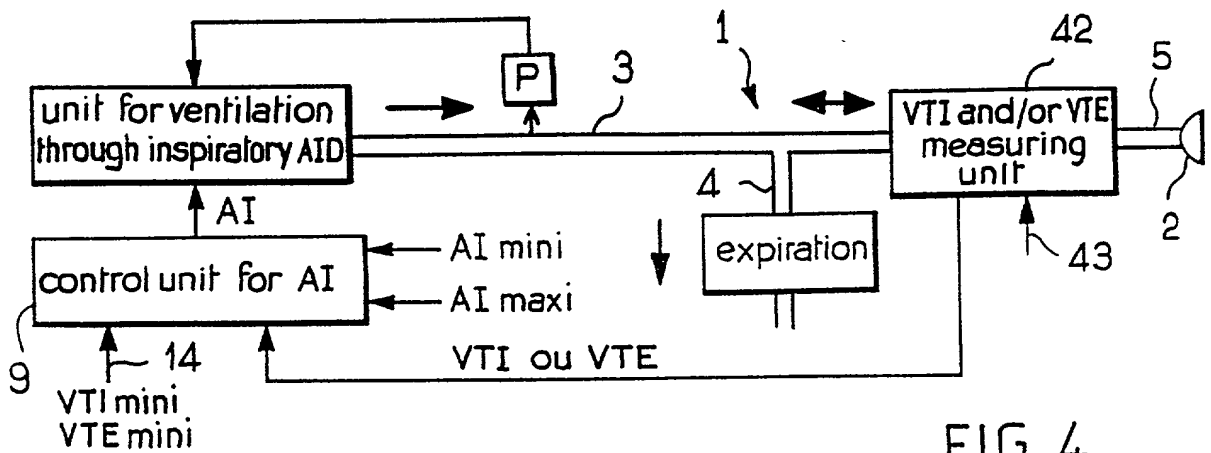 1
42
5
P
3
unit for ventilation
through inspiratory AID
VTI and/or VTE
measuring
unit
4
2
AI
expiration
43
control unit for AI
AI mini
AI maxi
9
14
VTI ou VTE
VTI mini
VTE mini
FIG_4